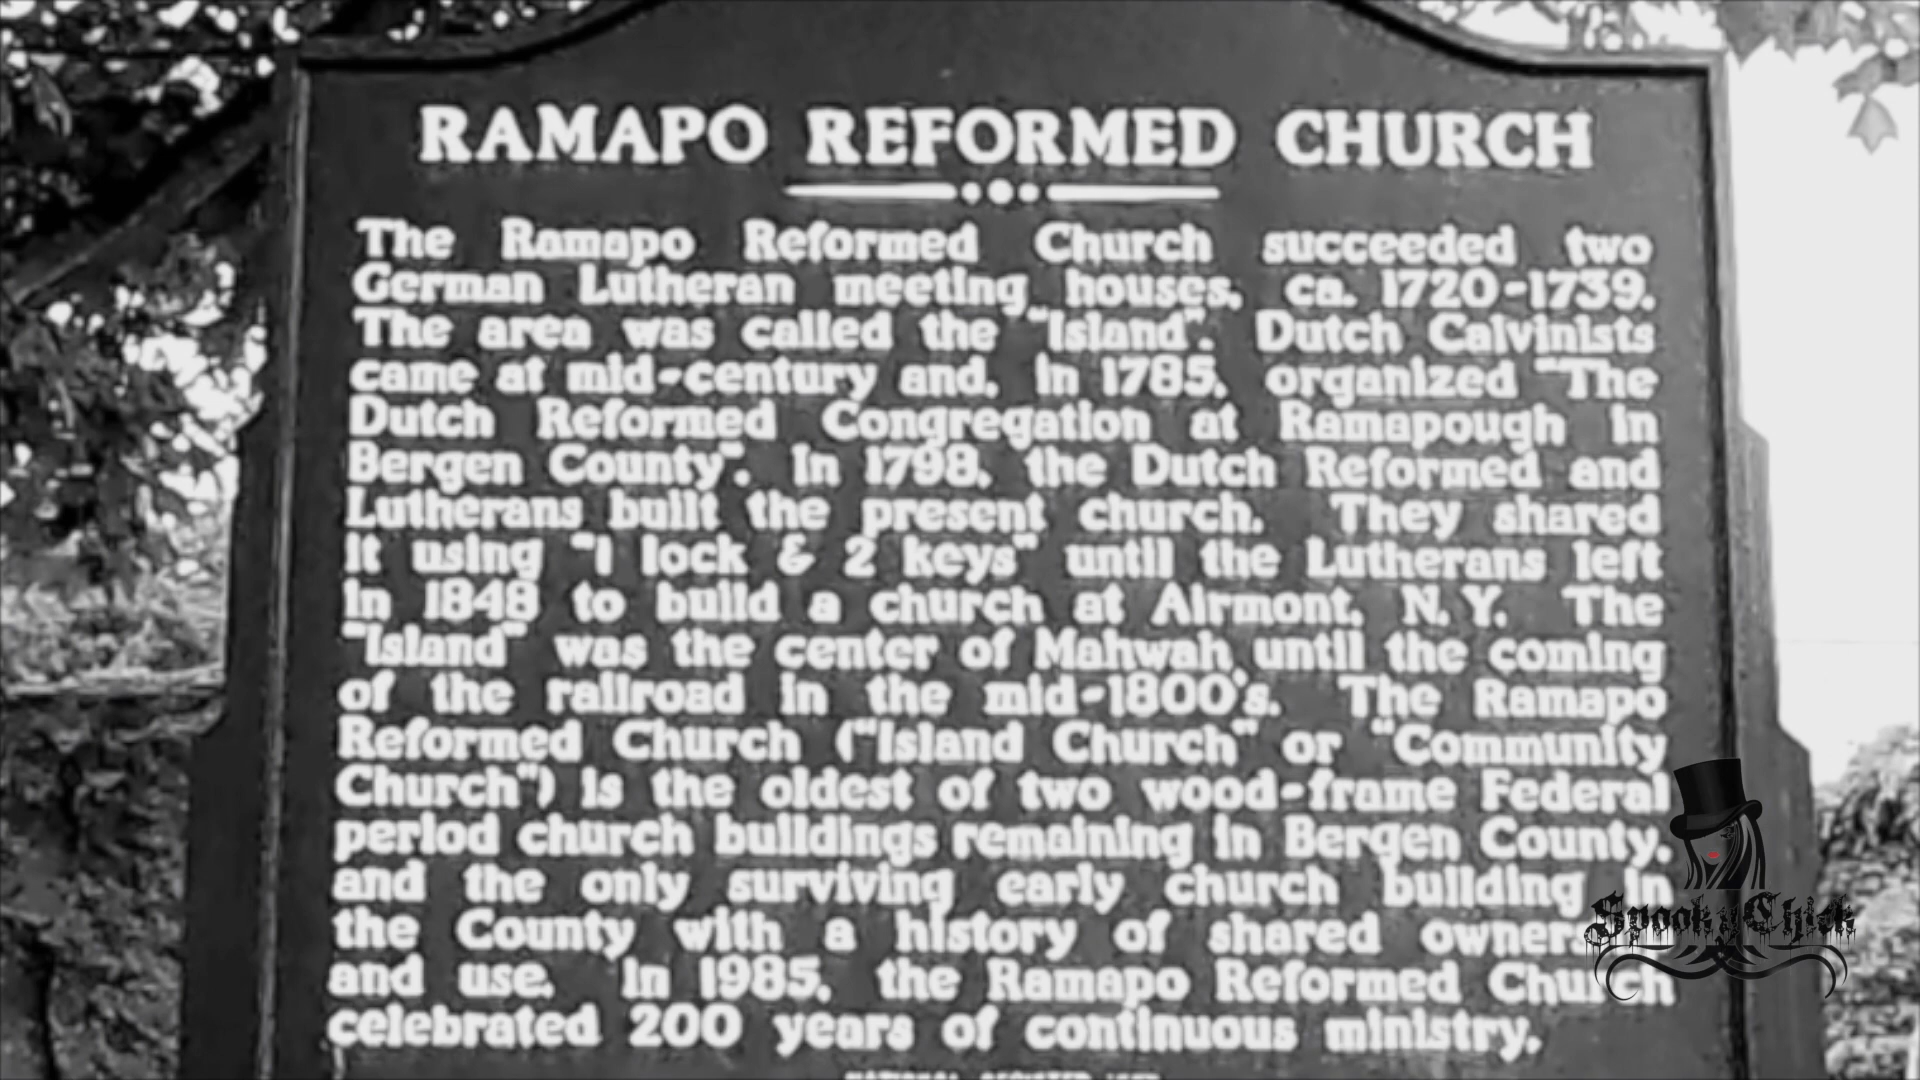 RAMAPO REFORMED CHURCH
The Ramapo Reformed Church succeeded two
German Lutheran meeting houses, ca. 1720-1739.
The area was called the "Island". Dutch Calvinists
came at mid-century and, in 1785, organized "The
Dutch Reformed Congregation at Ramapough in
Bergen County". In 1798, the Dutch Reformed and
Lutherans built the present church. They shared
it using "1 lock & 2 keys" until the Lutherans left
in 1848 to build a church at Airmont, N.Y. The
"Island" was the center of Mahwah until the coming
of the railroad in the mid-1800's. The Ramapo
Reformed Church ("Island Church" or "Community
Church") is the oldest of two wood-frame Federal
period church buildings remaining in Bergen County,
and the only surviving early church building in
the County with a history of shared
and use. In 1985, the Ramapo Reformed Church
celebrated 200 years of continuous ministry.
SpookyChick